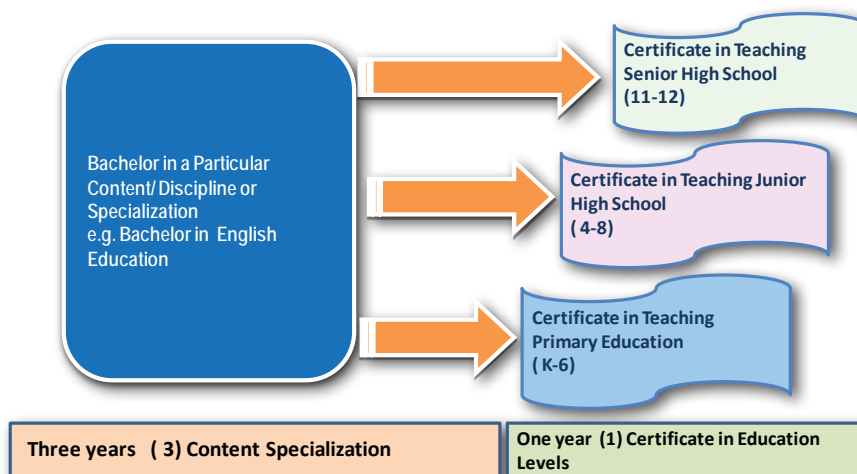 Bachelor in a Particular
Content/ Discipline or
Specialization
e.g. Bachelor in English
Education
Certificate in Teaching
Senior High School
(11-12)
Certificate in Teaching Junior
High School
( 4-8)
Certificate in Teaching
Primary Education
( K-6)
Three years ( 3) Content Specialization
One year (1) Certificate in Education
Levels